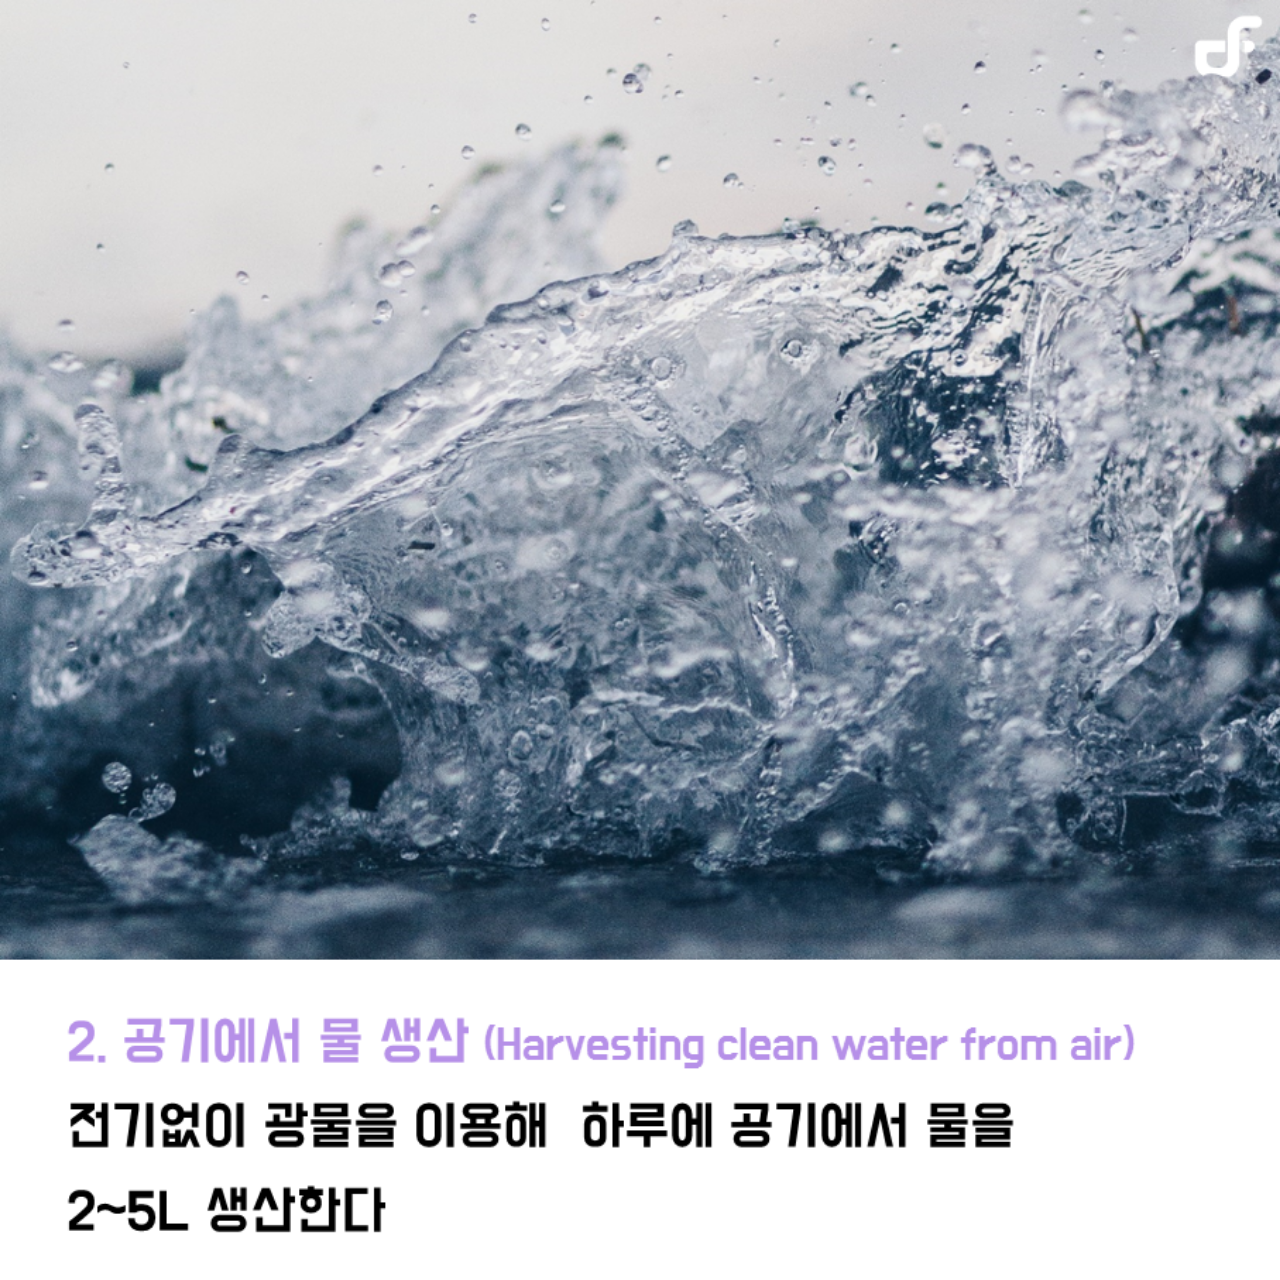 2. 공기에서 물 생산 (Harvesting clean water from air)
전기없이 광물을 이용해 하루에 공기에서 물을
2~5L 생산한다